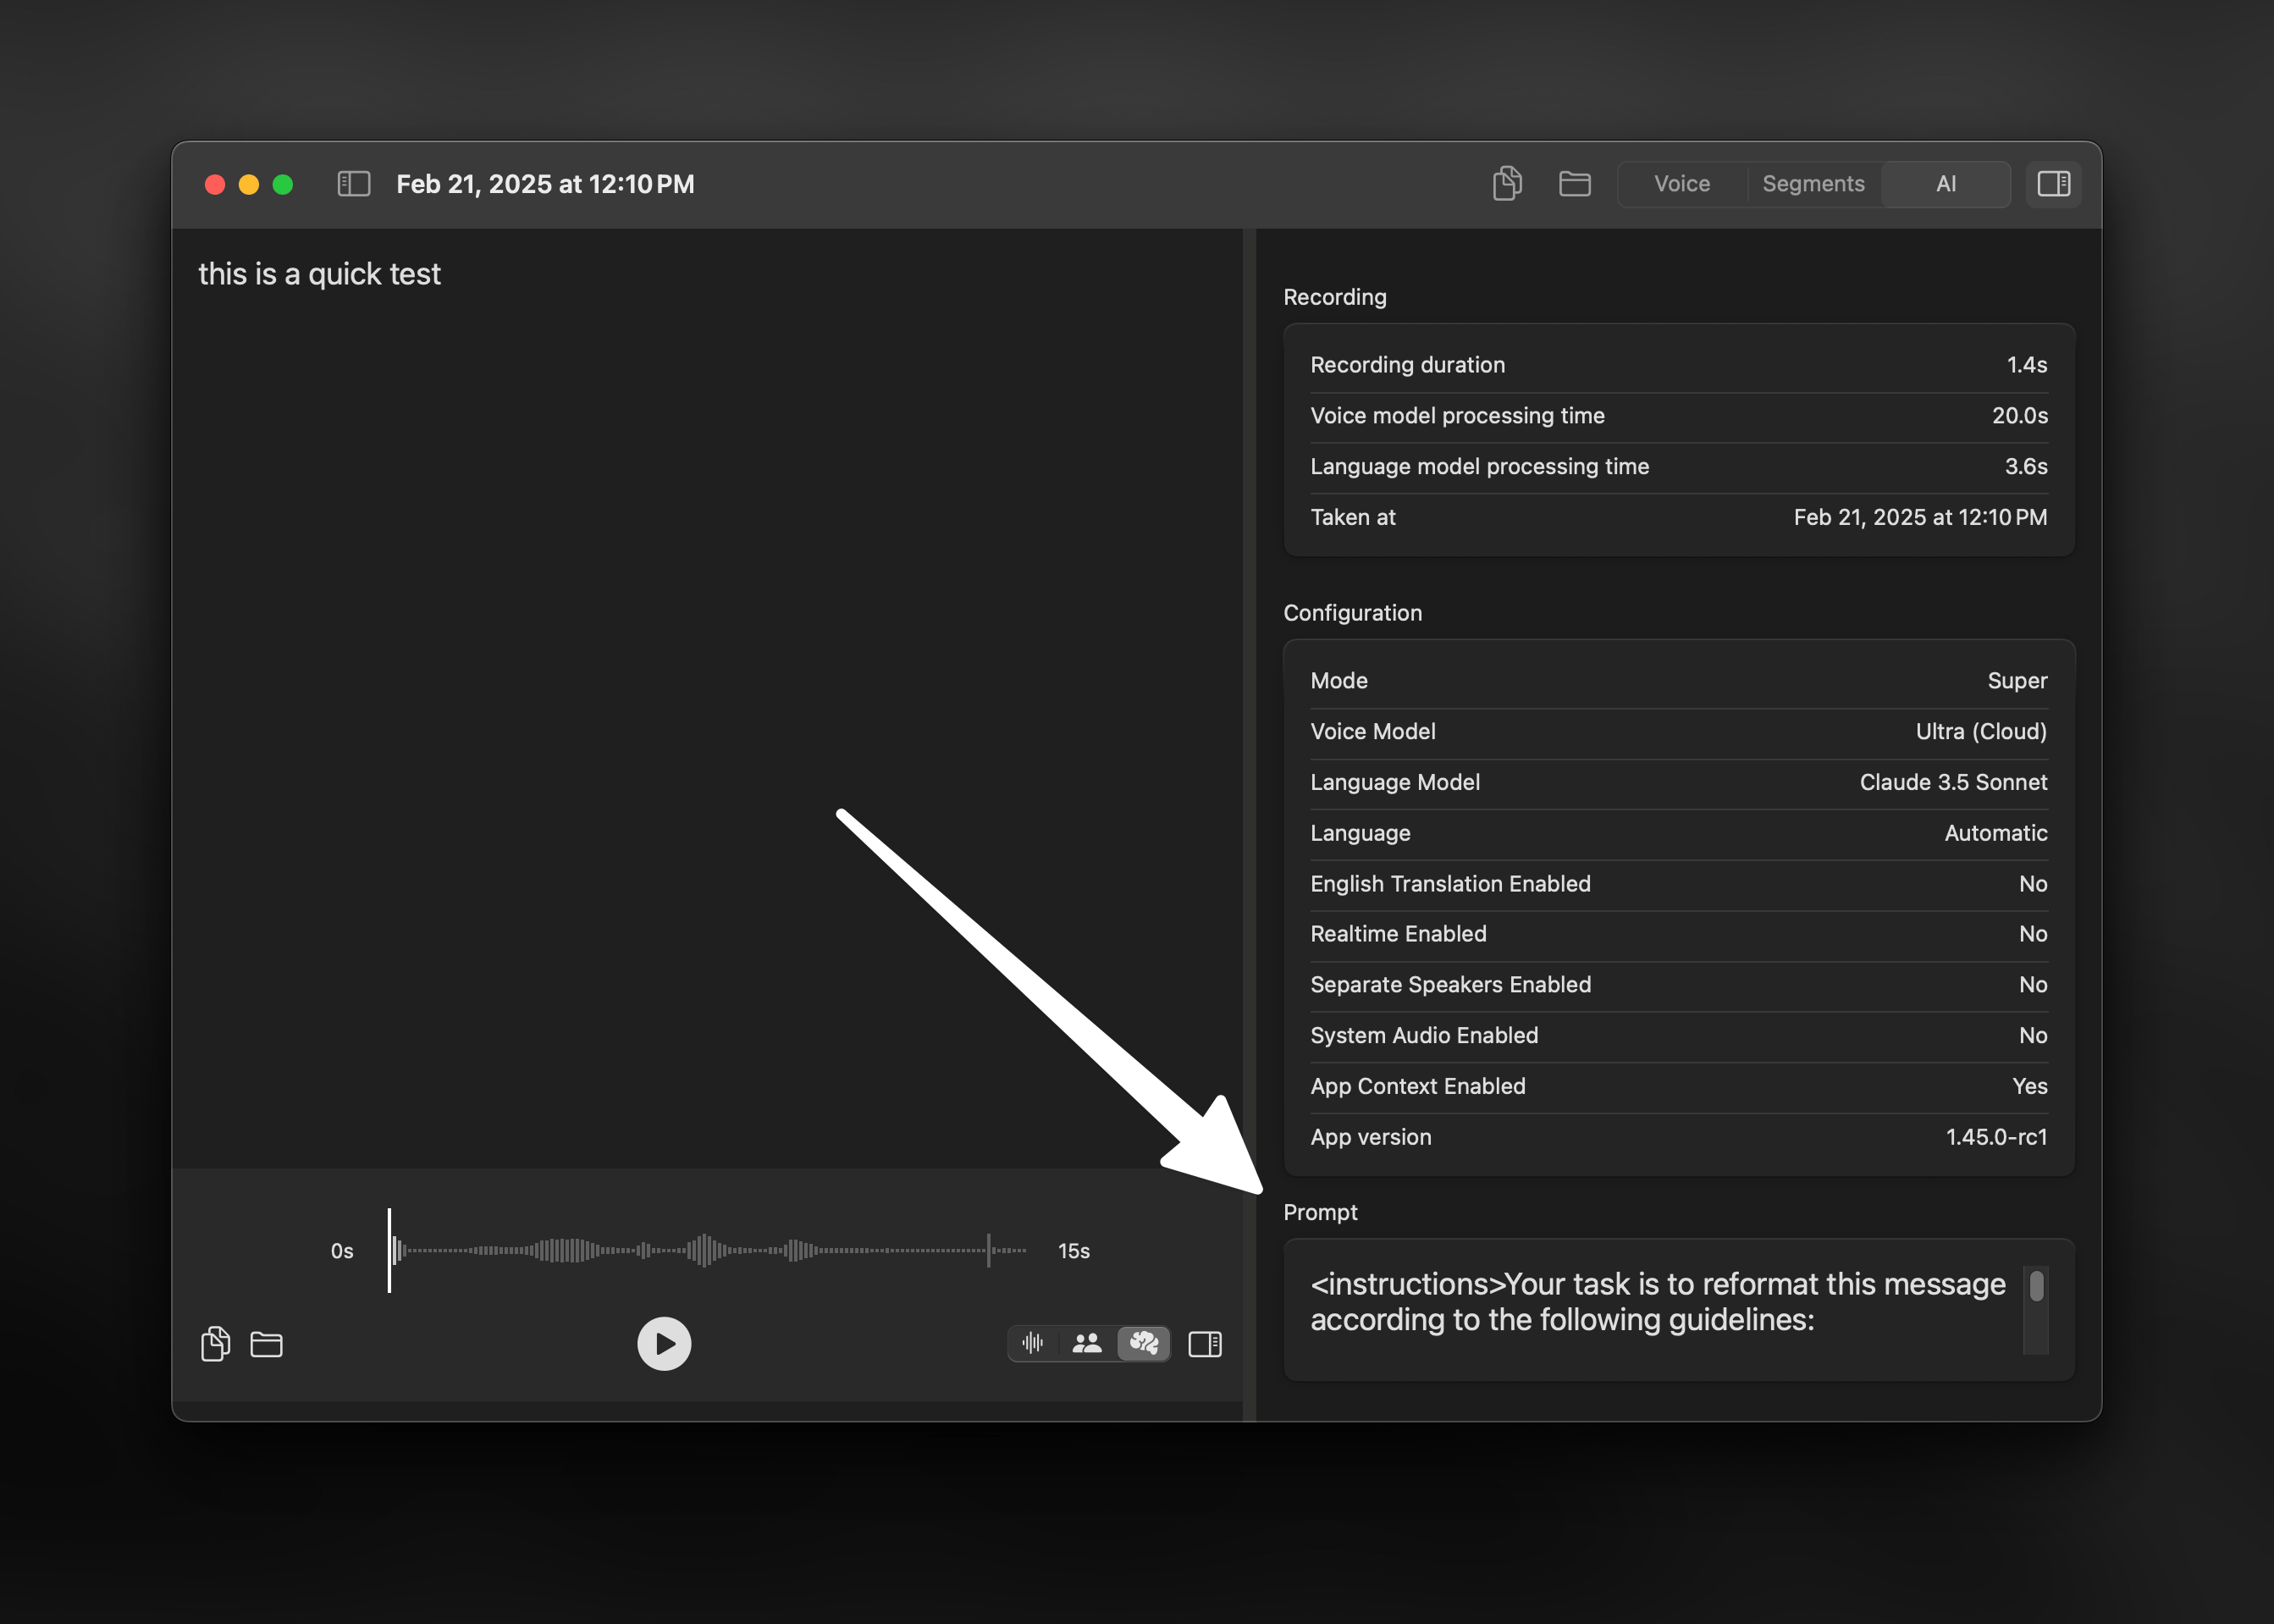 Feb 21, 2025 at 12:10 PM
Voice Segments AI
this is a quick test
Recording
Recording duration 1.4s
Voice model processing time 20.0s
Language model processing time 3.6s
Taken at Feb 21, 2025 at 12:10 PM
Configuration
Mode Super
Voice Model Ultra (Cloud)
Language Model Claude 3.5 Sonnet
Language Automatic
English Translation Enabled No
Realtime Enabled No
Separate Speakers Enabled No
System Audio Enabled No
App Context Enabled Yes
App version 1.45.0-rc1
Prompt
<instructions>Your task is to reformat this message
according to the following guidelines:
0s 15s